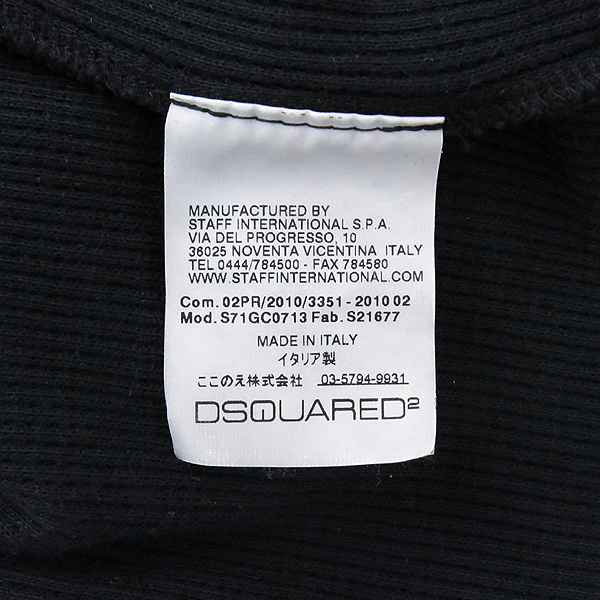 MANUFACTURED BY
STAFF INTERNATIONAL S.P.A.
VIA DEL PROGRESSO, 10
36025 NOVENTA VICENTINA ITALY
TEL 0444/784500 - FAX 784580
WWW.STAFFINTERNATIONAL.COM
Com. 02PR/2010/3351 - 2010 02
Mod. S71GC0713 Fab. S21677
MADE IN ITALY
イタリア製
ここのえ株式会社 03-5794-9931
DSQUARED²